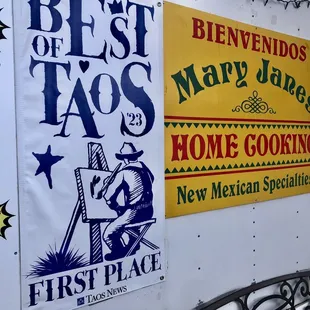 BEST
OF
TAOS
'23
FIRST PLACE
TAOS NEWS
BIENVENIDOS
Mary Jane's
HOME COOKING
New Mexican Specialties